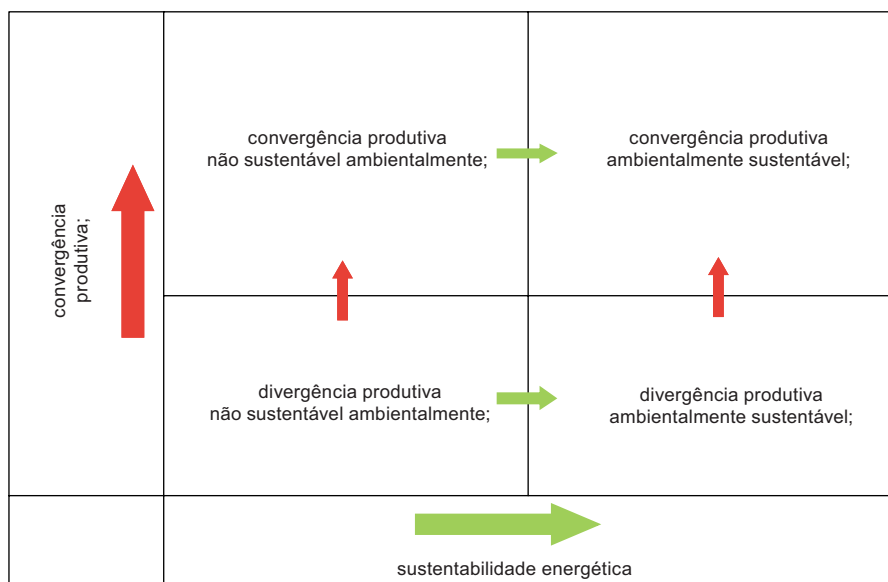 convergência produtiva
não sustentável ambientalmente;
convergência produtiva
ambientalmente sustentável;
convergência
produtiva;
divergência produtiva
não sustentável ambientalmente;
divergência produtiva
ambientalmente sustentável;
sustentabilidade energética